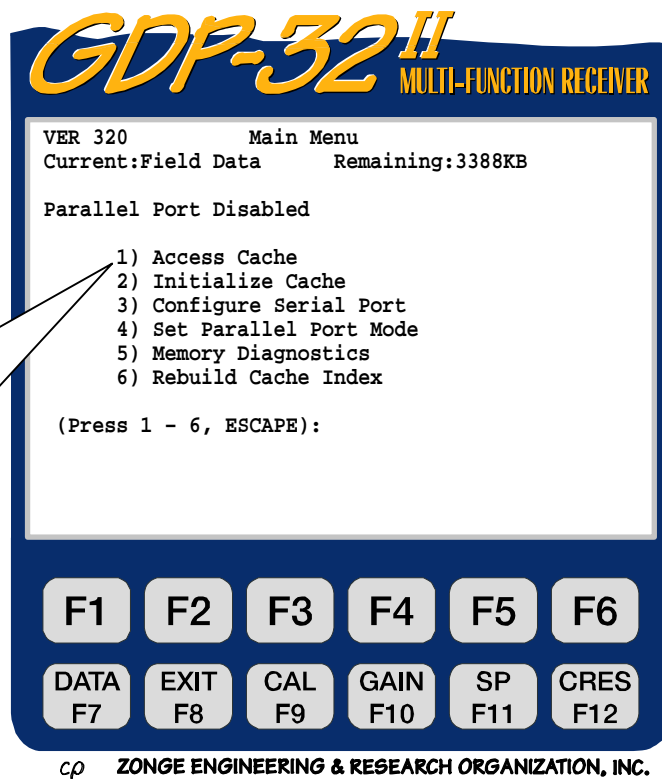 GDP-32 II
MULTI-FUNCTION RECEIVER
VER 320 Main Menu
Current:Field Data Remaining:3388KB
Parallel Port Disabled
1) Access Cache
2) Initialize Cache
3) Configure Serial Port
4) Set Parallel Port Mode
5) Memory Diagnostics
6) Rebuild Cache Index
(Press 1 - 6, ESCAPE):
F1 F2 F3 F4 F5 F6
DATA EXIT CAL GAIN SP CRES
F7 F8 F9 F10 F11 F12
cρ ZONGE ENGINEERING & RESEARCH ORGANIZATION, INC.